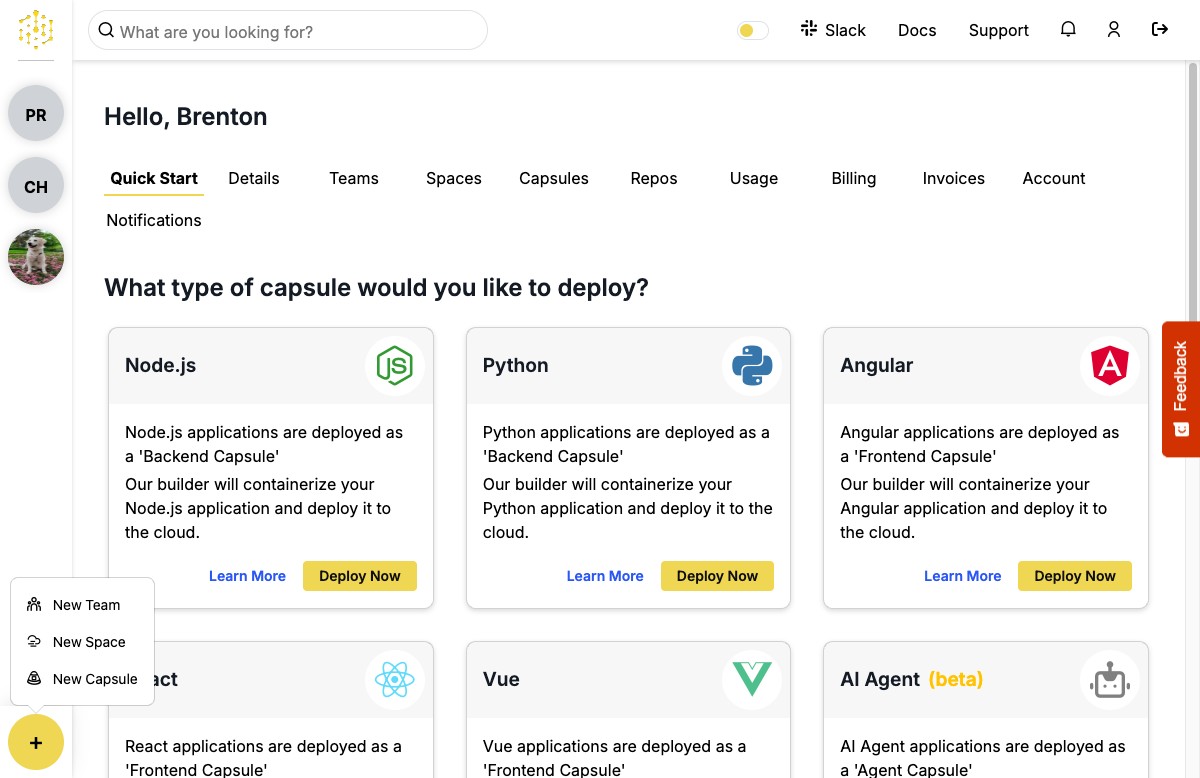 What are you looking for?
Slack
Docs
Support
PR
CH
Hello, Brenton
Quick Start
Details
Teams
Spaces
Capsules
Repos
Usage
Billing
Invoices
Account
Notifications
What type of capsule would you like to deploy?
Node.js
JS
Node.js applications are deployed as
a 'Backend Capsule'
Our builder will containerize your
Node.js application and deploy it to
the cloud.
Learn More
Deploy Now
Python
Python applications are deployed as a
'Backend Capsule'
Our builder will containerize your
Python application and deploy it to the
cloud.
Learn More
Deploy Now
Angular
A
Angular applications are deployed as
a 'Frontend Capsule'
Our builder will containerize your
Angular application and deploy it to
the cloud.
Learn More
Deploy Now
Feedback
New Team
New Space
New Capsule
+
act
React applications are deployed as a
'Frontend Capsule'
Vue
Vue applications are deployed as a
'Frontend Capsule'
AI Agent (beta)
AI Agent applications are deployed as
a 'Agent Capsule'